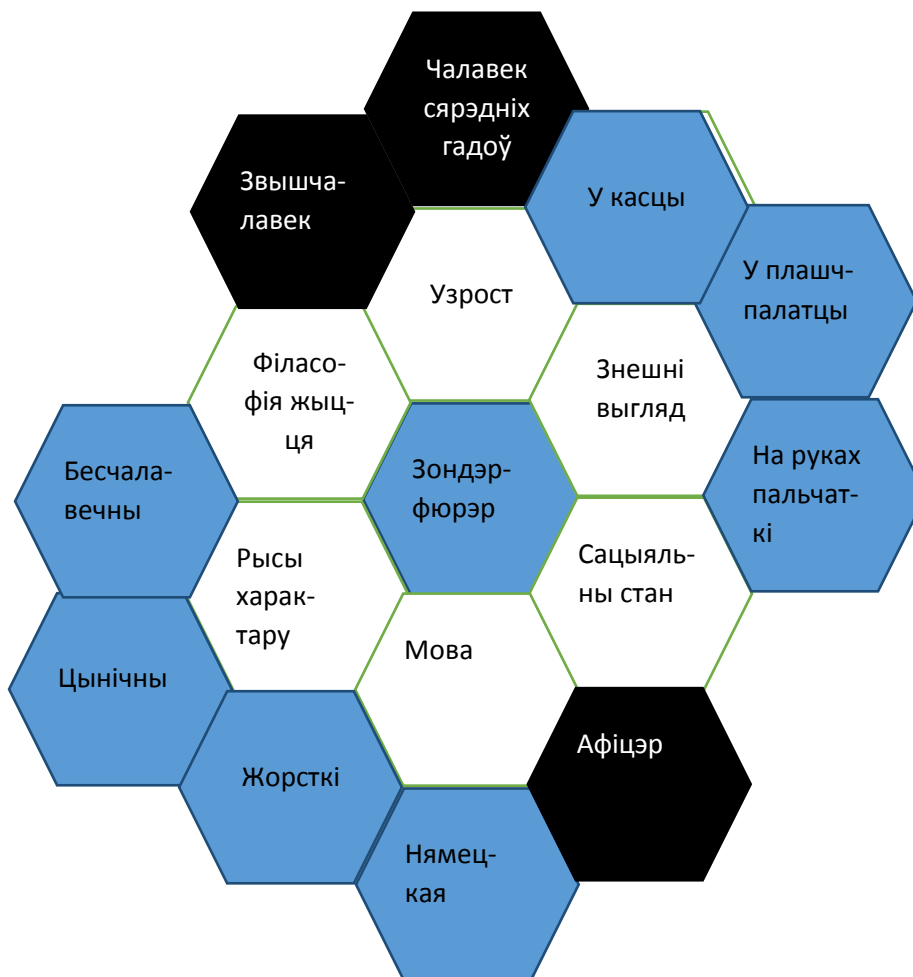 Чалавек
сярэдніх
гадоў
Звышча-
лавек
У касцы
У плашч-
палатцы
Узрост
Філасо-
фія жыц-
ця
Знешні
выгляд
Бесчала-
вечны
Зондэр-
фюрэр
На руках
пальчат-
кі
Рысы
харак-
тару
Сацыяль-
ны стан
Мова
Цынічны
Афіцэр
Жорсткі
Нямец-
кая